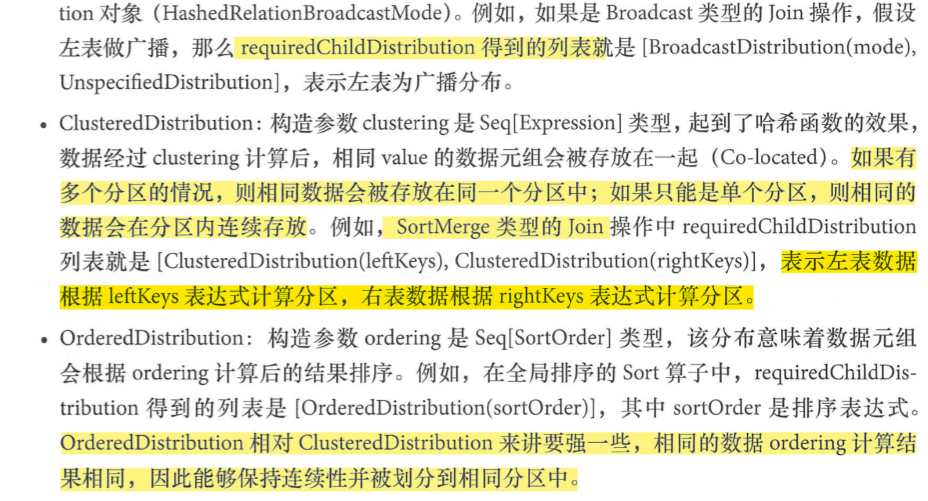 tion 对象（HashedRelationBroadcastMode）。例如，如果是 Broadcast 类型的 Join 操作，假设
左表做广播，那么 requiredChildDistribution 得到的列表就是 [BroadcastDistribution(mode),
UnspecifiedDistribution]，表示左表为广播分布。
• ClusteredDistribution：构造参数 clustering 是 Seq[Expression] 类型，起到了哈希函数的效果，
数据经过 clustering 计算后，相同 value 的数据元组会被存放在一起（Co-located）。如果有
多个分区的情况，则相同数据会被存放在同一个分区中；如果只能是单个分区，则相同的
数据会在分区内连续存放。例如，SortMerge 类型的 Join 操作中 requiredChildDistribution
列表就是 [ClusteredDistribution(leftKeys), ClusteredDistribution(rightKeys)]，表示左表数据
根据 leftKeys 表达式计算分区，右表数据根据 rightKeys 表达式计算分区。
• OrderedDistribution：构造参数 ordering 是 Seq[SortOrder] 类型，该分布意味着数据元组
会根据 ordering 计算后的结果排序。例如，在全局排序的 Sort 算子中，requiredChildDis-
tribution 得到的列表是 [OrderedDistribution(sortOrder)]，其中 sortOrder 是排序表达式。
OrderedDistribution 相对 ClusteredDistribution 来讲要强一些，相同的数据 ordering 计算结
果相同，因此能够保持连续性并被划分到相同分区中。